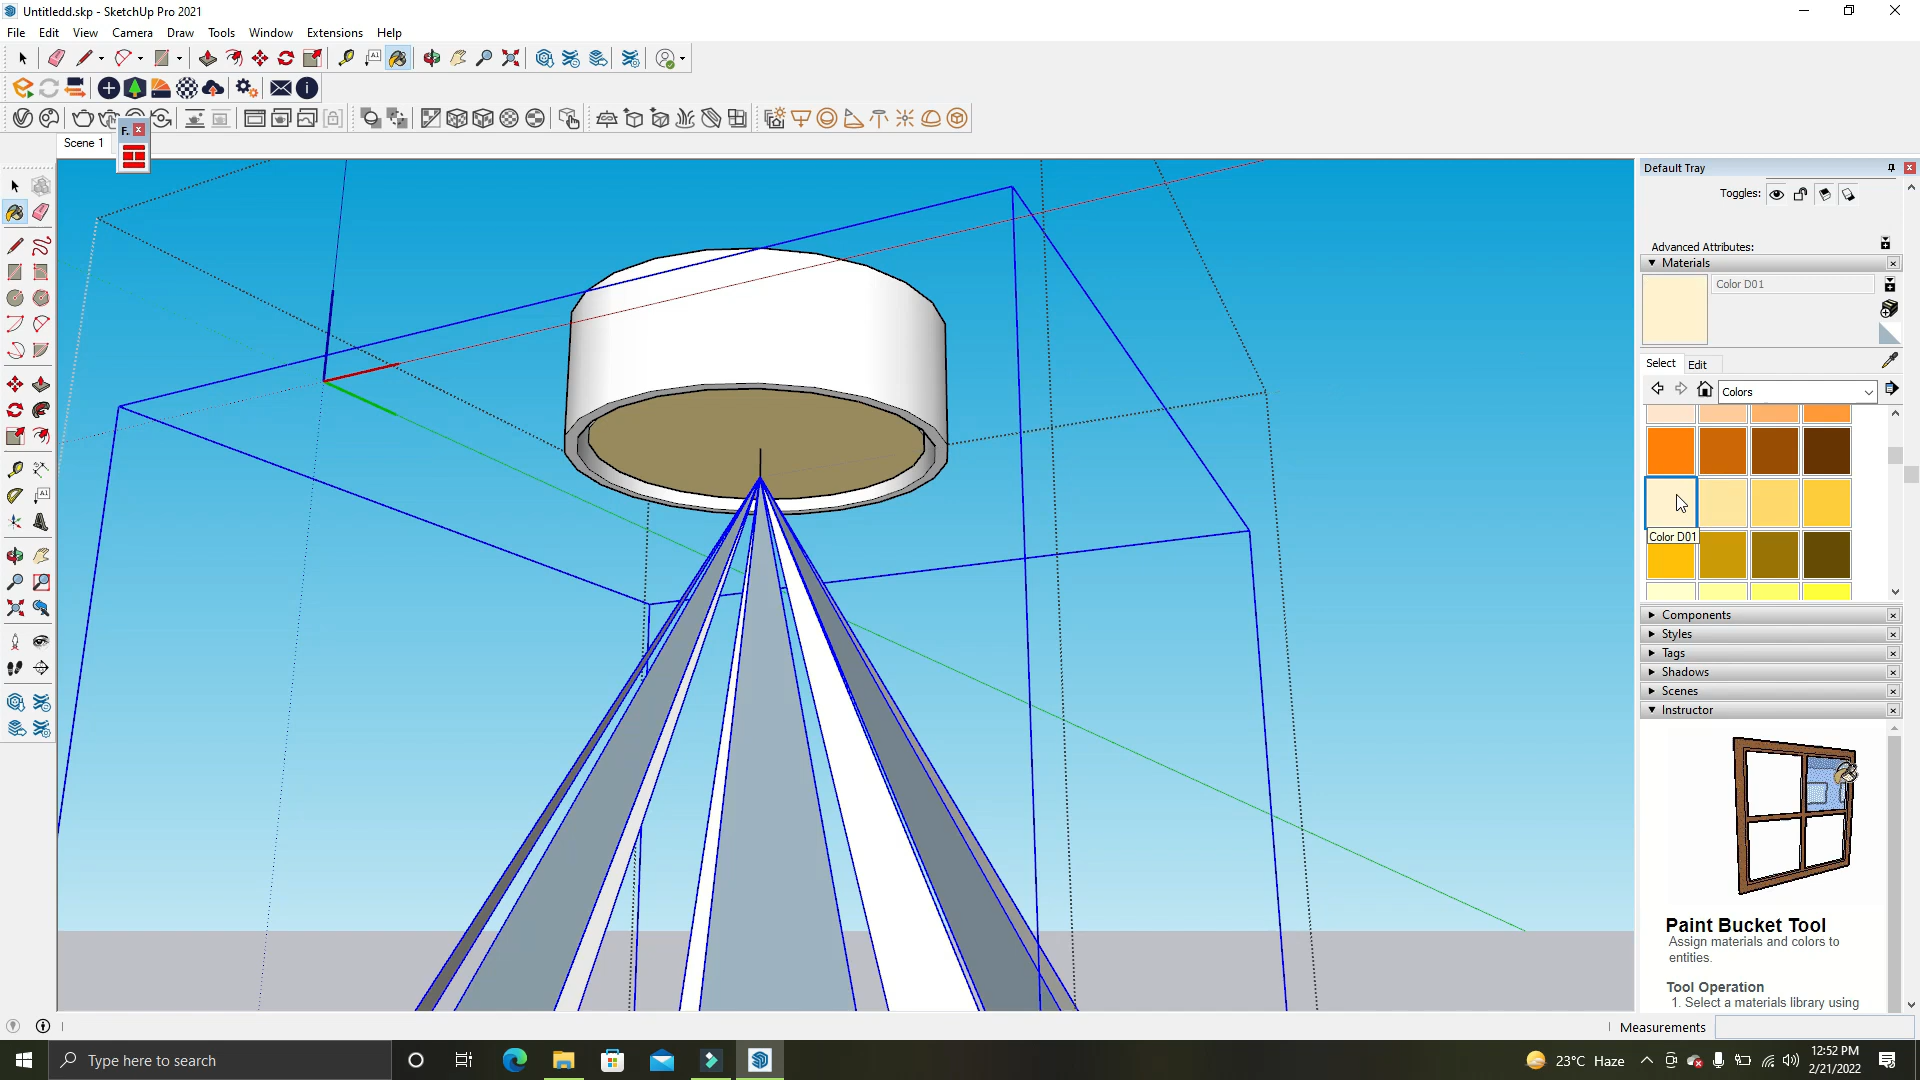 Untitledd.skp - SketchUp Pro 2021
File Edit View Camera Draw Tools Window Extensions Help
A1
F.
Scene 1
Default Tray
Toggles:
Advanced Attributes:
Materials
Color D01
Select Edit
Colors
Color D01
A1
Components
Styles
Tags
Shadows
Scenes
Instructor
Paint Bucket Tool
Assign materials and colors to
entities.
Tool Operation
1. Select a materials library using
Measurements
Type here to search
23°C Haze
12:52 PM
2/21/2022